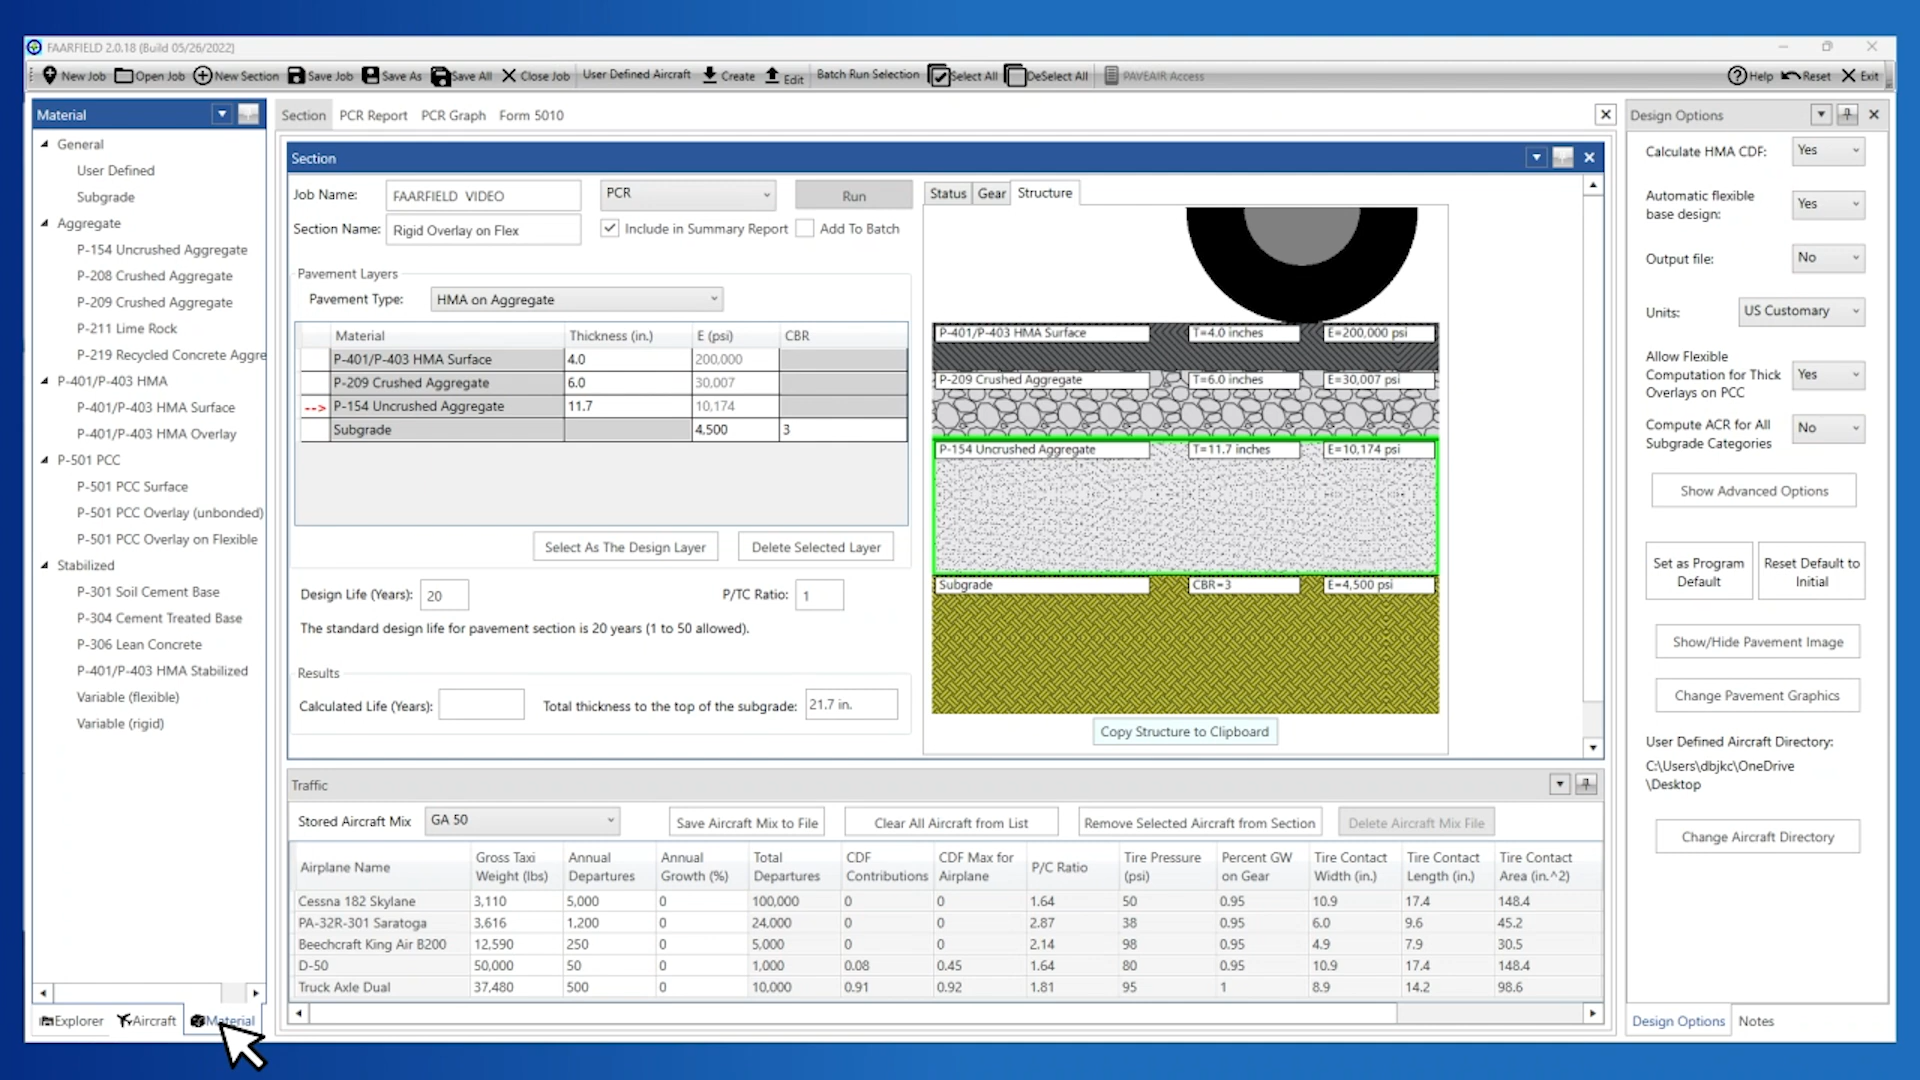 FAARFIELD 2.0.18 (Build 05/26/2022)
New Job Open Job New Section Save Job Save As Save All Close Job User Defined Aircraft Create Edit Batch Run Selection Select All DeSelect All PAVEAIR Access Help Reset Exit
Material
General
User Defined
Subgrade
Aggregate
P-154 Uncrushed Aggregate
P-208 Crushed Aggregate
P-209 Crushed Aggregate
P-211 Lime Rock
P-219 Recycled Concrete Aggre
P-401/P-403 HMA
P-401/P-403 HMA Surface
P-401/P-403 HMA Overlay
P-501 PCC
P-501 PCC Surface
P-501 PCC Overlay (unbonded)
P-501 PCC Overlay on Flexible
Stabilized
P-301 Soil Cement Base
P-304 Cement Treated Base
P-306 Lean Concrete
P-401/P-403 HMA Stabilized
Variable (flexible)
Variable (rigid)
Explorer Aircraft Material
Section PCR Report PCR Graph Form 5010
Section
Job Name: FAARFIELD VIDEO PCR Run
Section Name: Rigid Overlay on Flex Include in Summary Report Add To Batch
Pavement Layers
Pavement Type: HMA on Aggregate
Material Thickness (in.) E (psi) CBR
P-401/P-403 HMA Surface 4.0 200,000
P-209 Crushed Aggregate 6.0 30,007
--> P-154 Uncrushed Aggregate 11.7 10,174
Subgrade 4,500 3
Select As The Design Layer Delete Selected Layer
Design Life (Years): 20 P/TC Ratio: 1
The standard design life for pavement section is 20 years (1 to 50 allowed).
Results
Calculated Life (Years): Total thickness to the top of the subgrade: 21.7 in.
Status Gear Structure
P-401/P-403 HMA Surface T=4.0 inches E=200,000 psi
P-209 Crushed Aggregate T=6.0 inches E=30,007 psi
P-154 Uncrushed Aggregate T=11.7 inches E=10,174 psi
Subgrade CBR=3 E=4,500 psi
Copy Structure to Clipboard
Traffic
Stored Aircraft Mix GA 50 Save Aircraft Mix to File Clear All Aircraft from List Remove Selected Aircraft from Section Delete Aircraft Mix File
Airplane Name Gross Taxi Weight (lbs) Annual Departures Annual Growth (%) Total Departures CDF Contributions CDF Max for Airplane P/C Ratio Tire Pressure (psi) Percent GW on Gear Tire Contact Width (in.) Tire Contact Length (in.) Tire Contact Area (in.^2)
Cessna 182 Skylane 3,110 5,000 0 100,000 0 0 1.64 50 0.95 10.9 17.4 148.4
PA-32R-301 Saratoga 3,616 1,200 0 24,000 0 0 2.87 38 0.95 6.0 9.6 45.2
Beechcraft King Air B200 12,590 250 0 5,000 0 0 2.14 98 0.95 4.9 7.9 30.5
D-50 50,000 50 0 1,000 0.08 0.45 1.64 80 0.95 10.9 17.4 148.4
Truck Axle Dual 37,480 500 0 10,000 0.91 0.92 1.81 95 1 8.9 14.2 98.6
Design Options
Calculate HMA CDF: Yes
Automatic flexible
base design: Yes
Output file: No
Units: US Customary
Allow Flexible
Computation for Thick Yes
Overlays on PCC
Compute ACR for All
Subgrade Categories No
Show Advanced Options
Set as Program Default Reset Default to Initial
Show/Hide Pavement Image
Change Pavement Graphics
User Defined Aircraft Directory:
C:\Users\dbjkc\OneDrive
\Desktop
Change Aircraft Directory
Design Options Notes